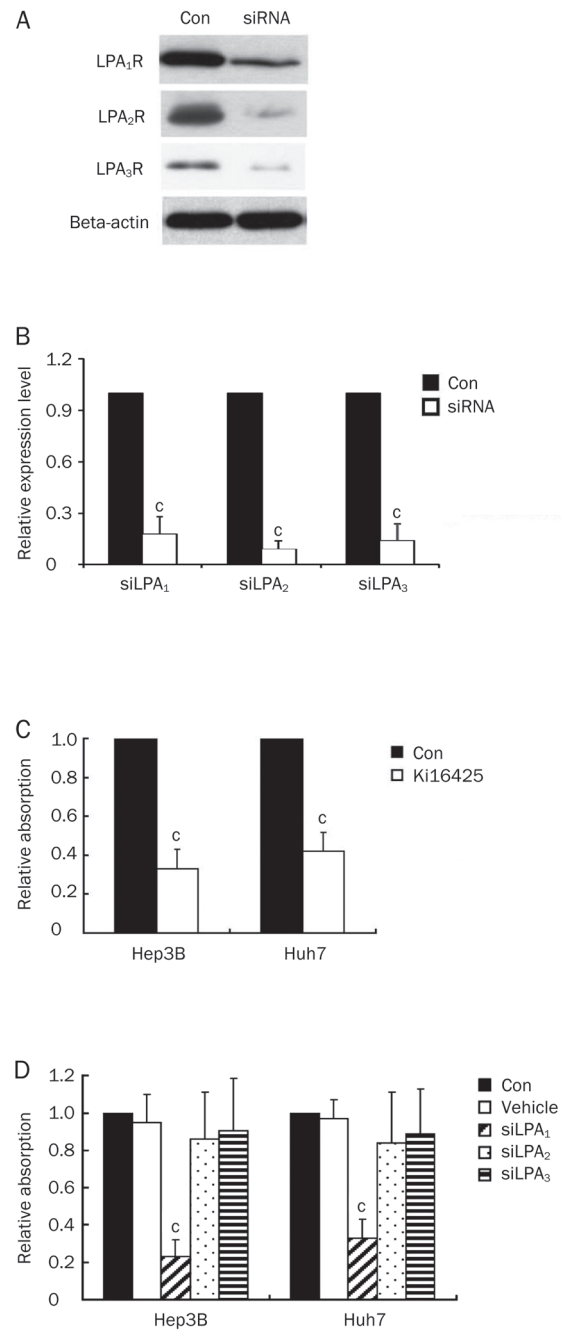 A
Con siRNA
LPA₁R
LPA₂R
LPA₃R
Beta-actin
B
Relative expression level
1.2
0.9
0.6
0.3
0
c
c
c
siLPA₁ siLPA₂ siLPA₃
Con
siRNA
C
Relative absorption
1.0
0.8
0.6
0.4
0.2
0
c
c
Hep3B Huh7
Con
Ki16425
D
Relative absorption
1.2
1.0
0.8
0.6
0.4
0.2
0
c
c
Hep3B Huh7
Con
Vehicle
siLPA₁
siLPA₂
siLPA₃